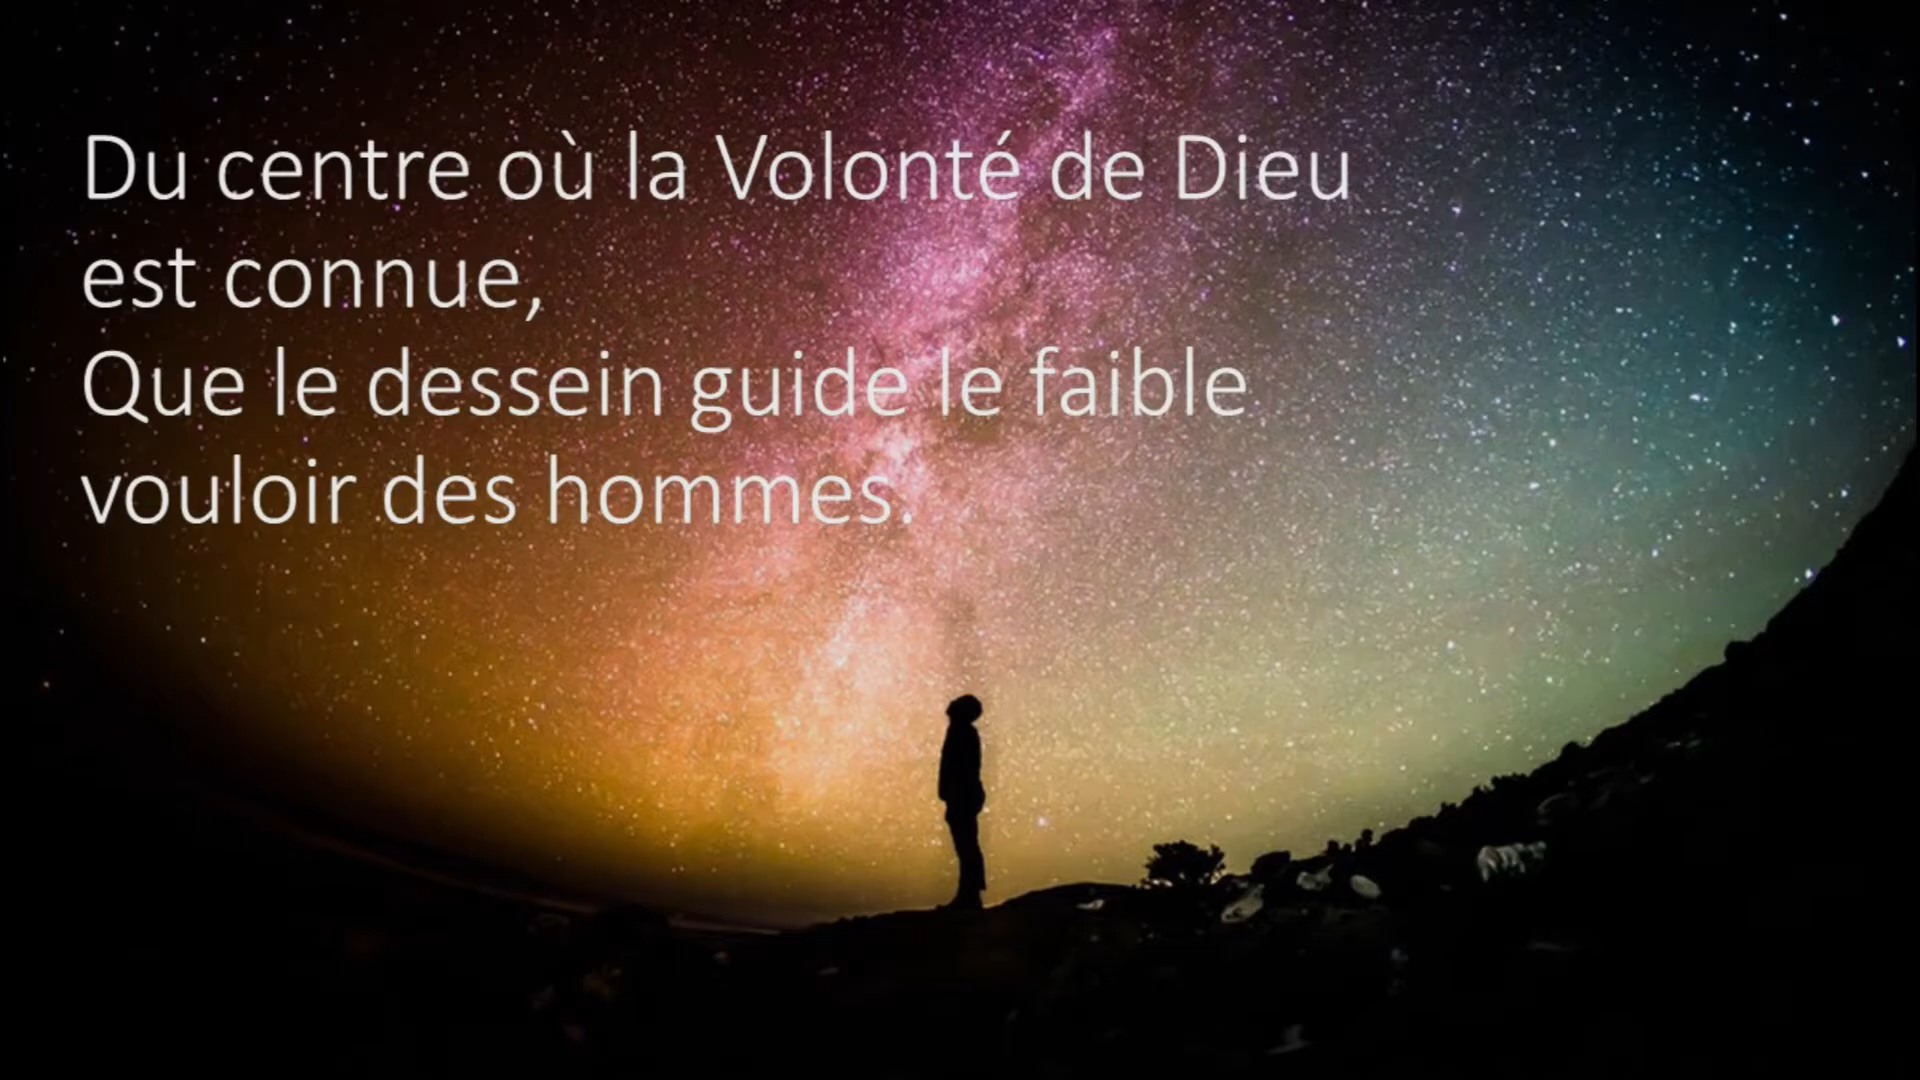 Du centre où la Volonté de Dieu
est connue,
Que le dessein guide le faible
vouloir des hommes.